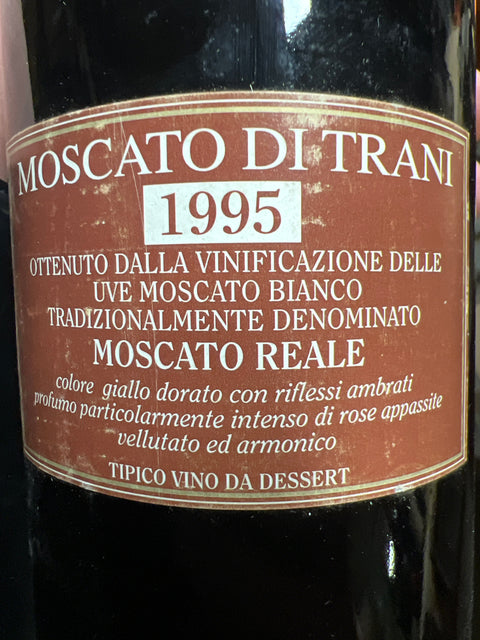 MOSCATO DI TRANI
1995
OTTENUTO DALLA VINIFICAZIONE DELLE
UVE MOSCATO BIANCO
TRADIZIONALMENTE DENOMINATO
MOSCATO REALE
colore giallo dorato con riflessi ambrati
profumo particolarmente intenso di rose appassite
vellutato ed armonico
TIPICO VINO DA DESSERT